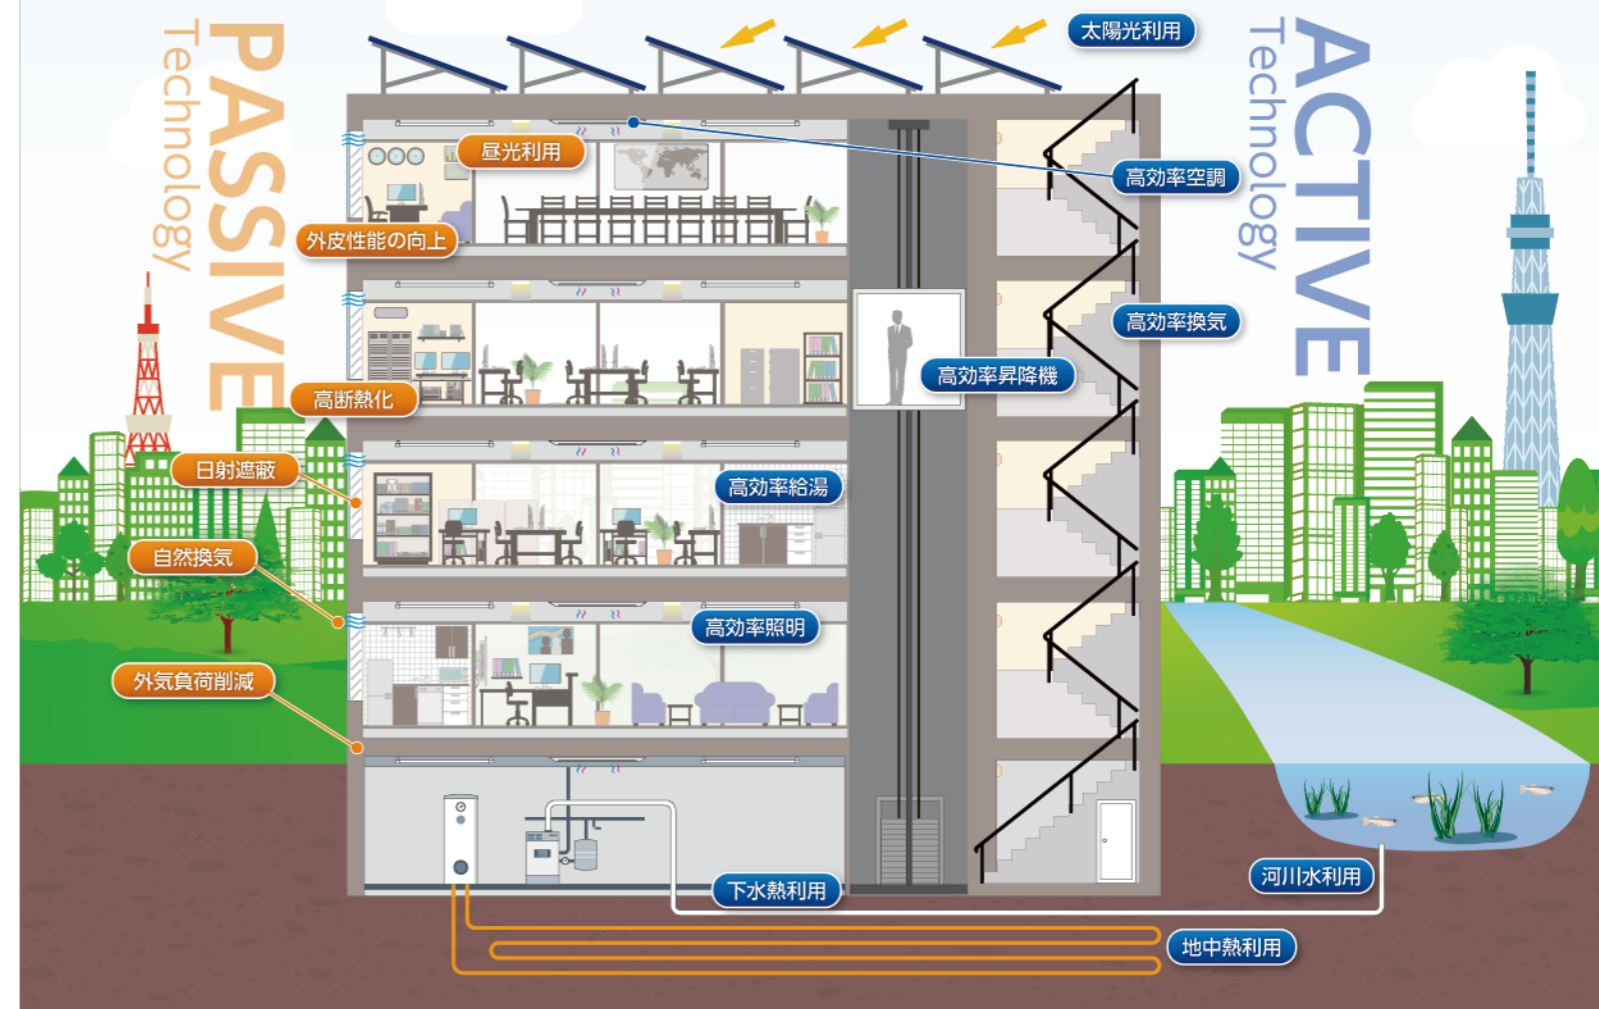 PASSIVE
Technology
ACTIVE
Technology
太陽光利用
昼光利用
高効率空調
外皮性能の向上
高効率換気
高効率昇降機
高断熱化
日射遮蔽
高効率給湯
自然換気
高効率照明
外気負荷削減
下水熱利用
河川水利用
地中熱利用